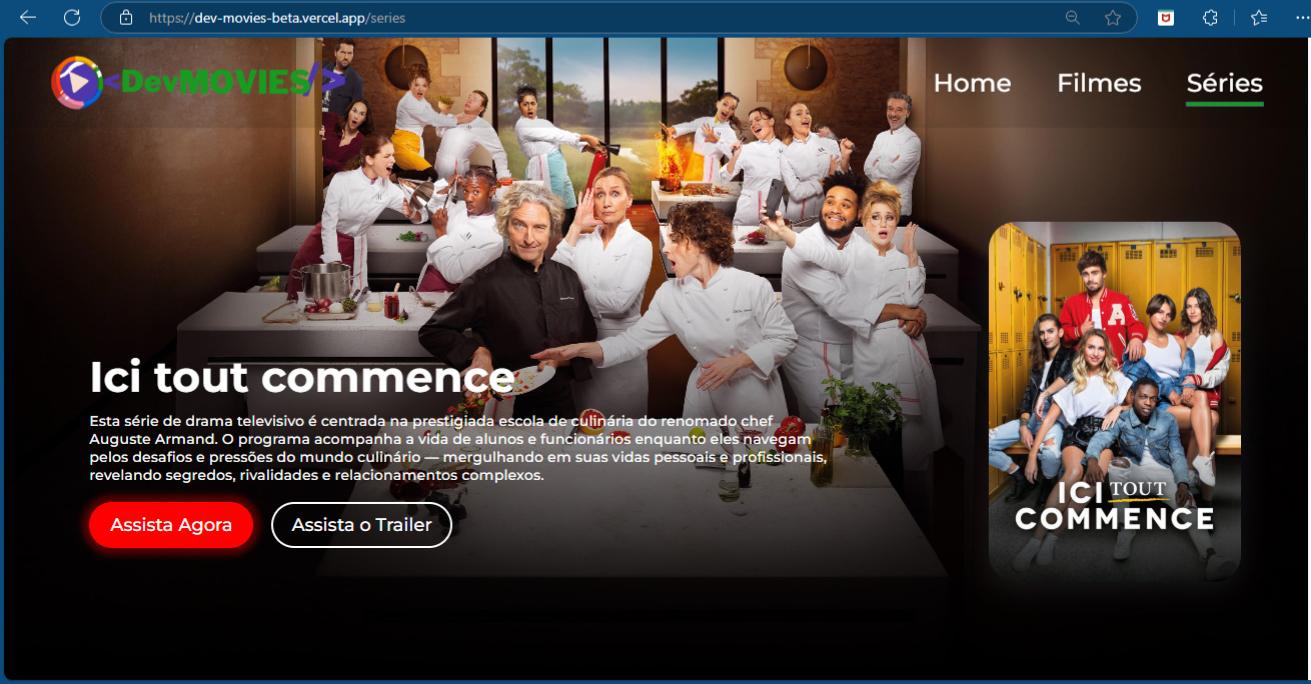 https://dev-movies-beta.vercel.app/series
<DevMOVIES/>
Home Filmes Séries
Ici tout commence
Esta série de drama televisivo é centrada na prestigiada escola de culinária do renomado chef
Auguste Armand. O programa acompanha a vida de alunos e funcionários enquanto eles navegam
pelos desafios e pressões do mundo culinário — mergulhando em suas vidas pessoais e profissionais,
revelando segredos, rivalidades e relacionamentos complexos.
Assista Agora Assista o Trailer
A
ICI TOUT
COMMENCE